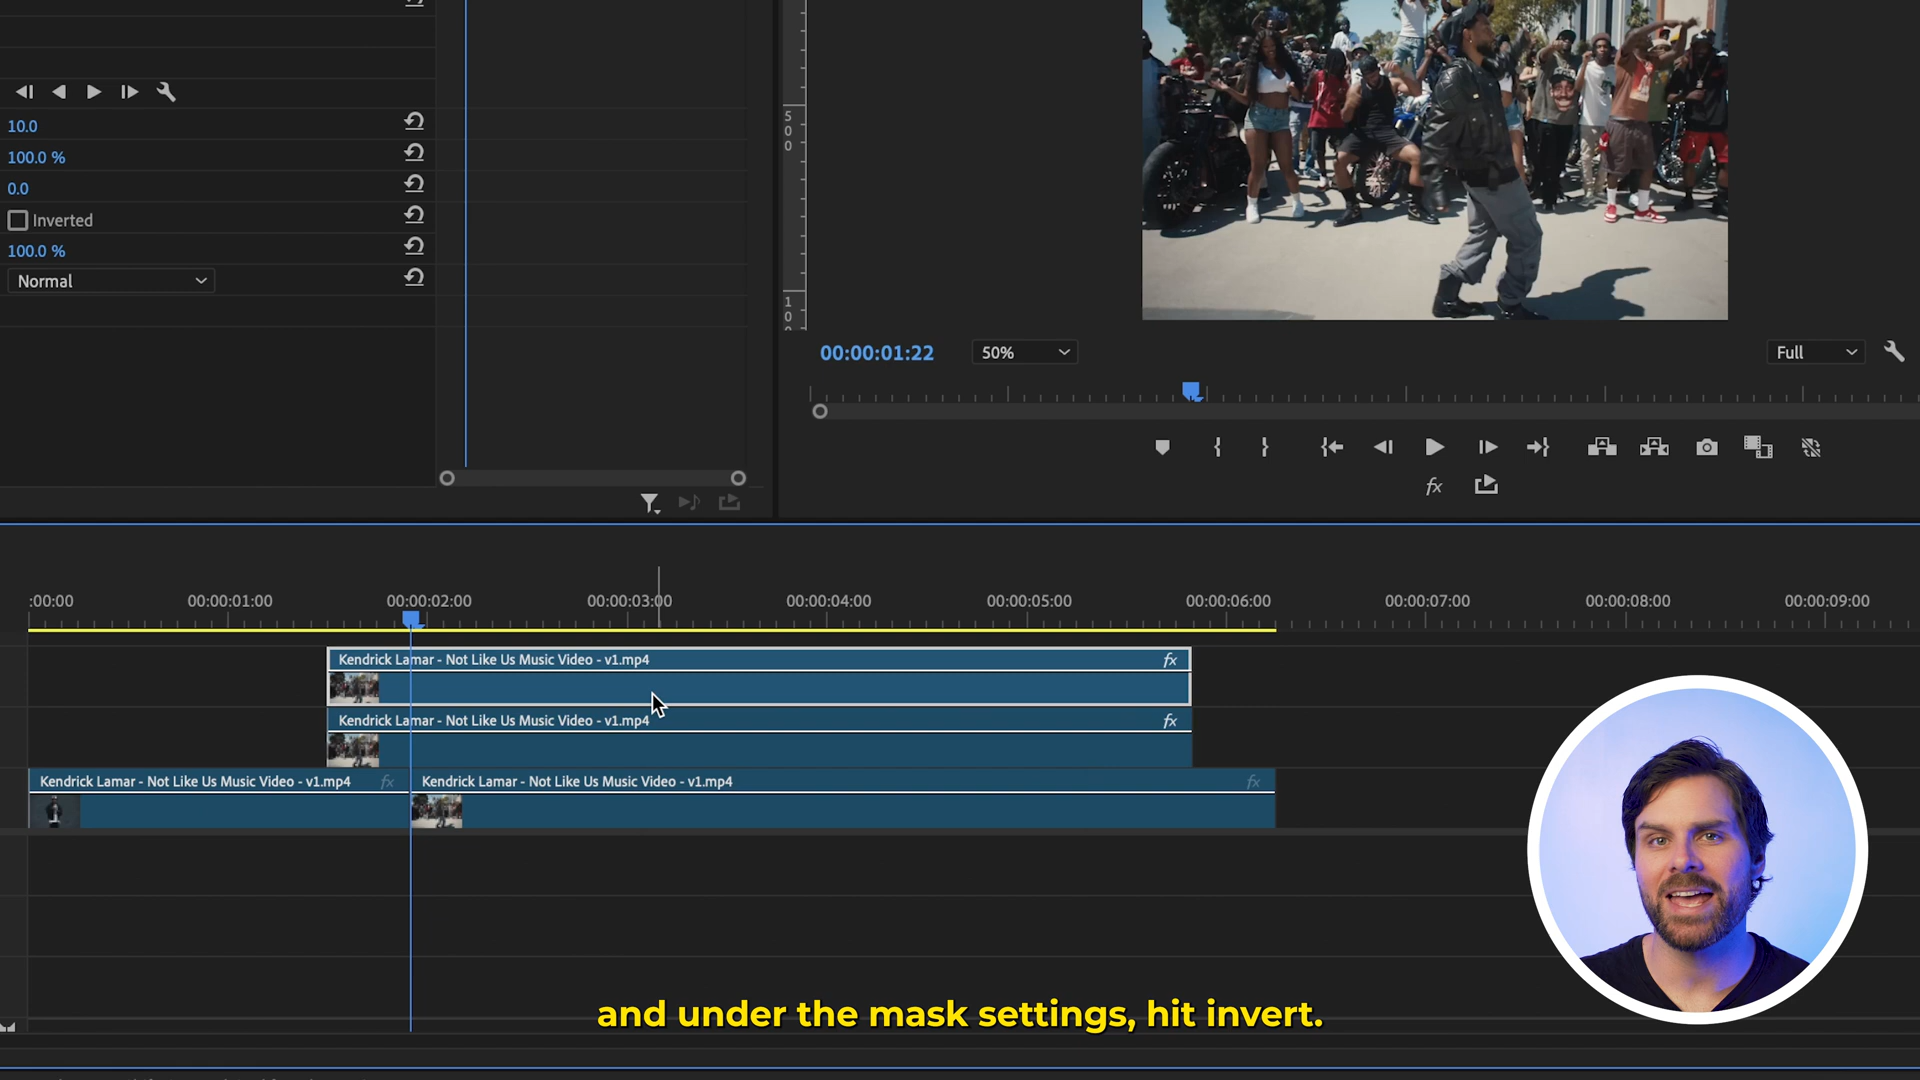 10.0
100.0 %
0.0
Inverted
100.0 %
Normal
500
100
00:00:01:22
50%
Full
fx
:00:00
00:00:01:00
00:00:02:00
00:00:03:00
00:00:04:00
00:00:05:00
00:00:06:00
00:00:07:00
00:00:08:00
00:00:09:00
Kendrick Lamar - Not Like Us Music Video - v1.mp4 fx
Kendrick Lamar - Not Like Us Music Video - v1.mp4 fx
Kendrick Lamar - Not Like Us Music Video - v1.mp4 fx
Kendrick Lamar - Not Like Us Music Video - v1.mp4 fx
and under the mask settings, hit invert.